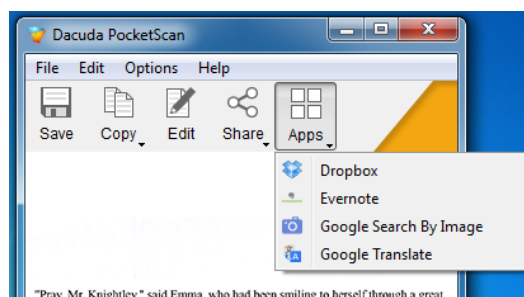 Dacuda PocketScan
File Edit Options Help
Save Copy Edit Share Apps
Dropbox
Evernote
Google Search By Image
Google Translate
"Pray, Mr. Knightley," said Emma, who had been smiling to herself through a great